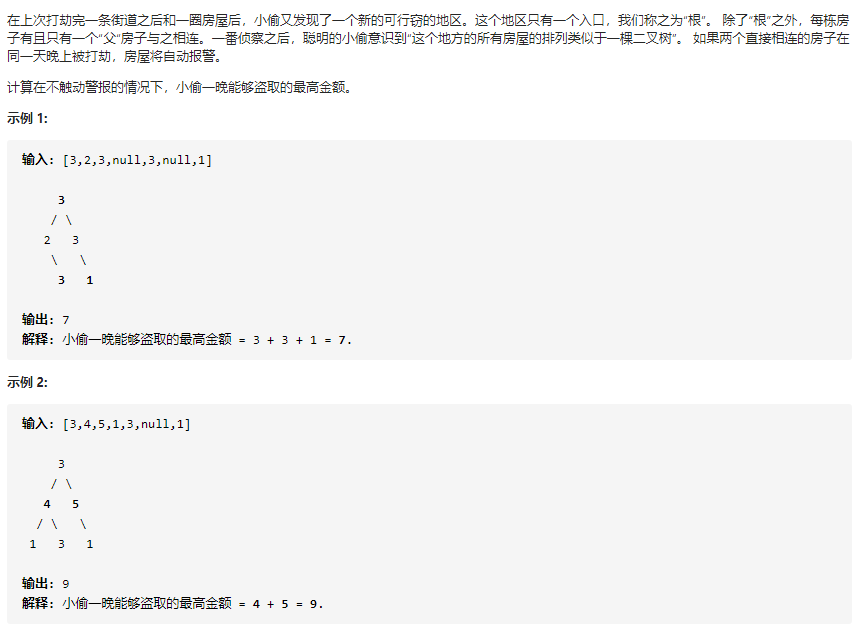 在上次打劫完一条街道之后和一圈房屋后，小偷又发现了一个新的可行窃的地区。这个地区只有一个入口，我们称之为“根”。 除了“根”之外，每栋房
子有且只有一个“父“房子与之相连。一番侦察之后，聪明的小偷意识到“这个地方的所有房屋的排列类似于一棵二叉树”。 如果两个直接相连的房子在
同一天晚上被打劫，房屋将自动报警。
计算在不触动警报的情况下，小偷一晚能够盗取的最高金额。
示例 1:
输入: [3,2,3,null,3,null,1]
3
/ \
2 3
\ \
3 1
输出: 7
解释: 小偷一晚能够盗取的最高金额 = 3 + 3 + 1 = 7.
示例 2:
输入: [3,4,5,1,3,null,1]
3
/ \
4 5
/ \ \
1 3 1
输出: 9
解释: 小偷一晚能够盗取的最高金额 = 4 + 5 = 9.